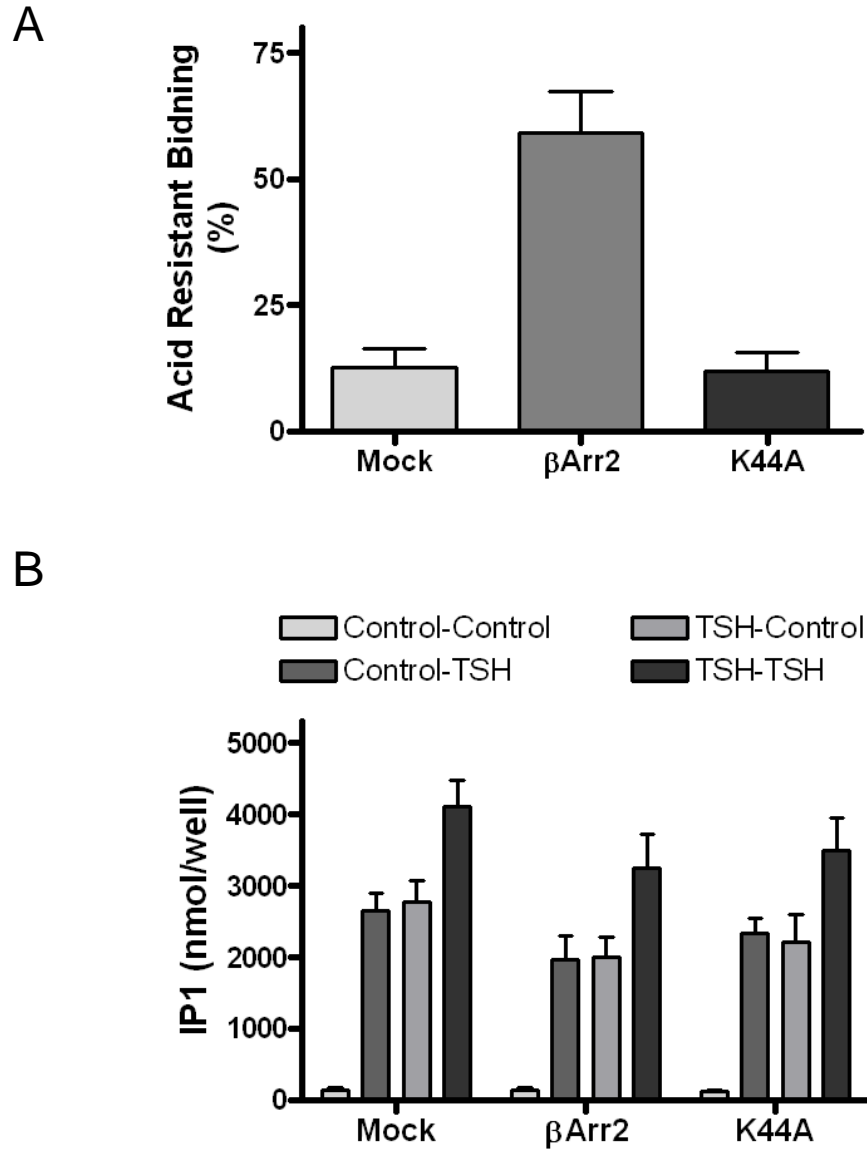 A
Acid Resistant Bidning
(%)
75
50
25
0
Mock βArr2 K44A
B
Control-Control TSH-Control
Control-TSH TSH-TSH
IP1 (nmol/well)
5000
4000
3000
2000
1000
0
Mock βArr2 K44A